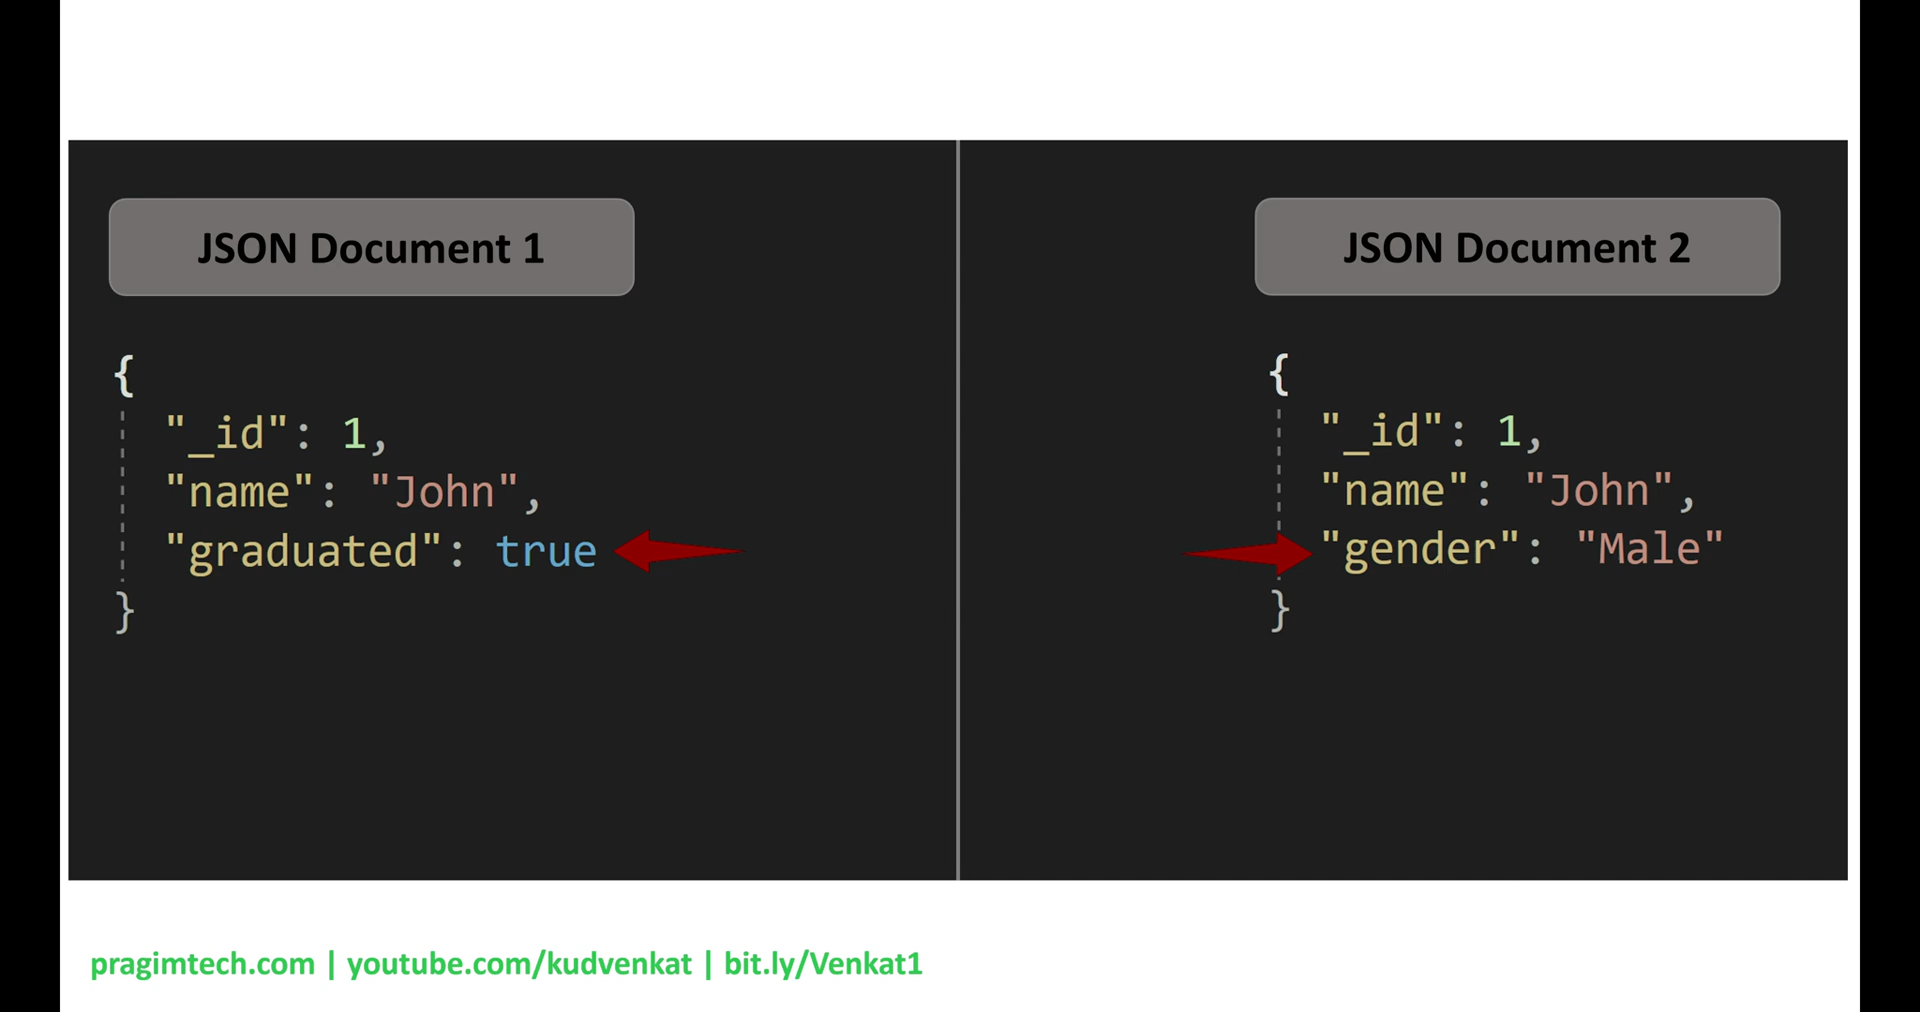 JSON Document 1
{
"_id": 1,
"name": "John",
"graduated": true
}
JSON Document 2
{
"_id": 1,
"name": "John",
"gender": "Male"
}
pragimtech.com | youtube.com/kudvenkat | bit.ly/Venkat1